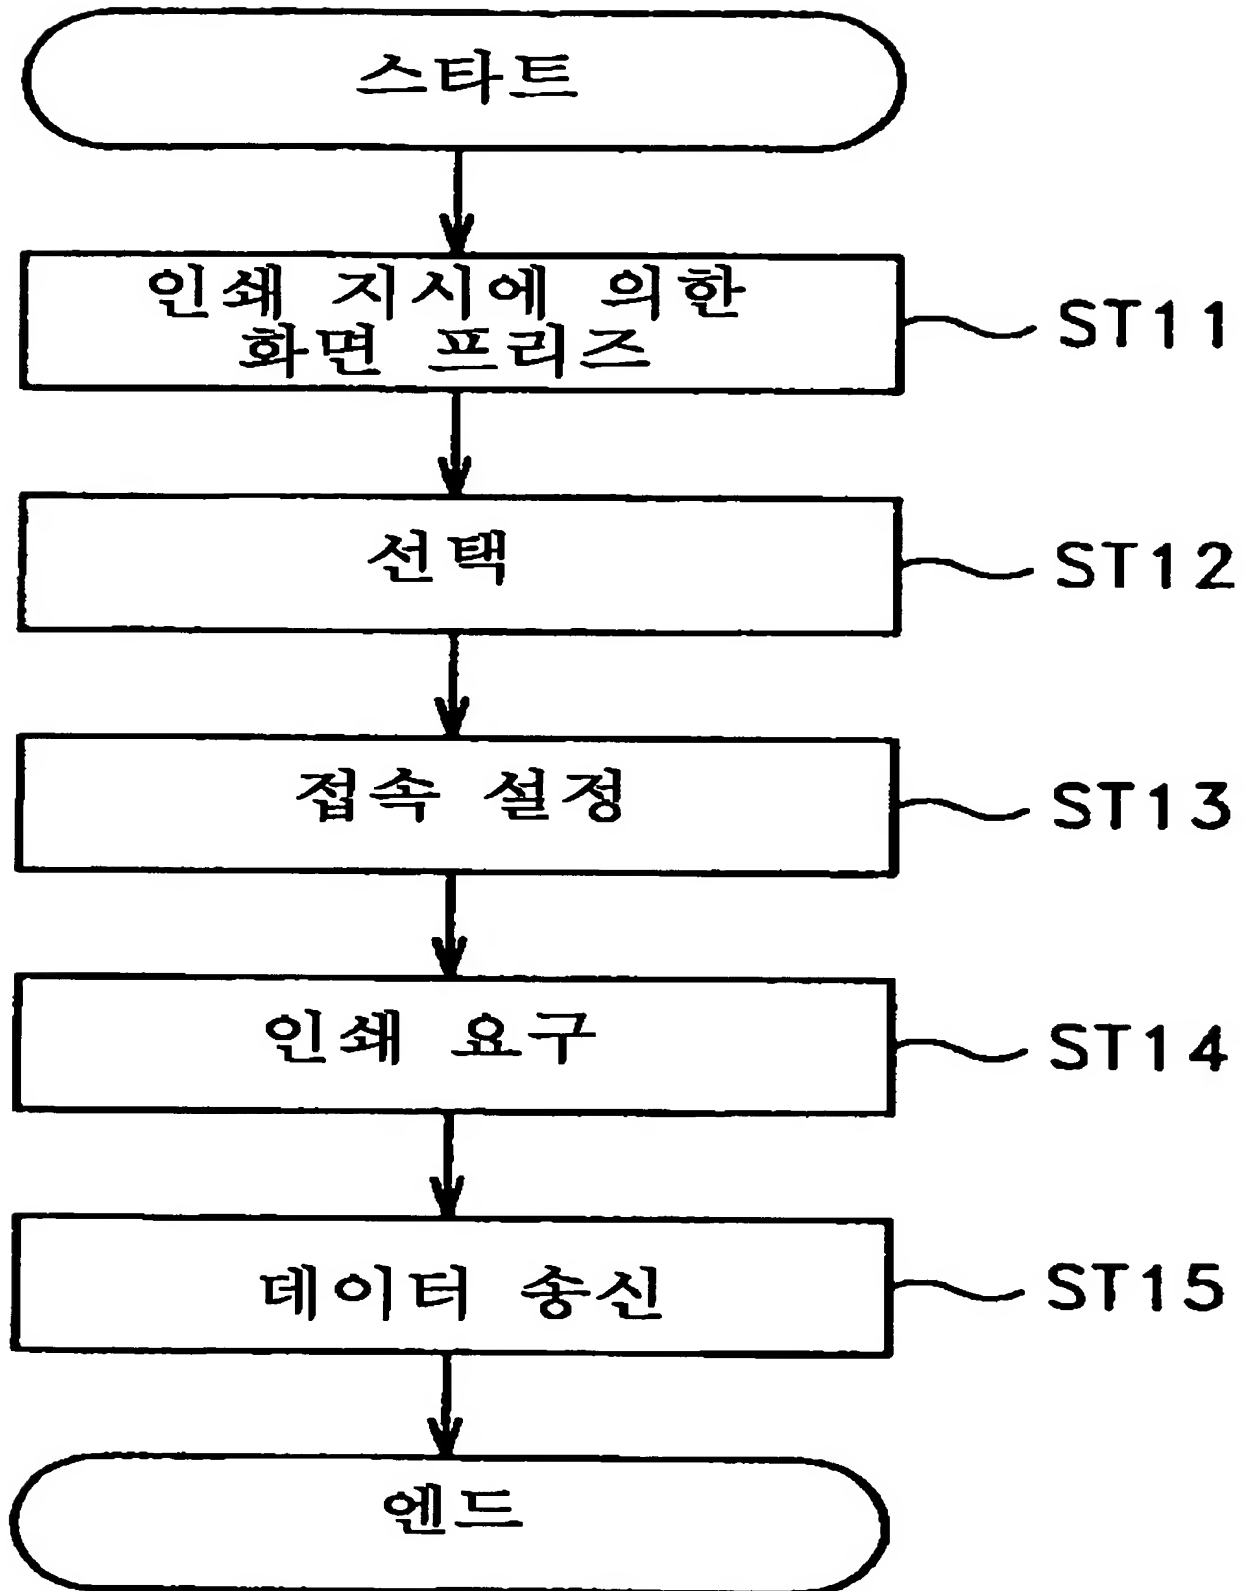 스타트
인쇄 지시에 의한
화면 프리즈
ST11
선택
ST12
접속 설정
ST13
인쇄 요구
ST14
데이터 송신
ST15
엔드